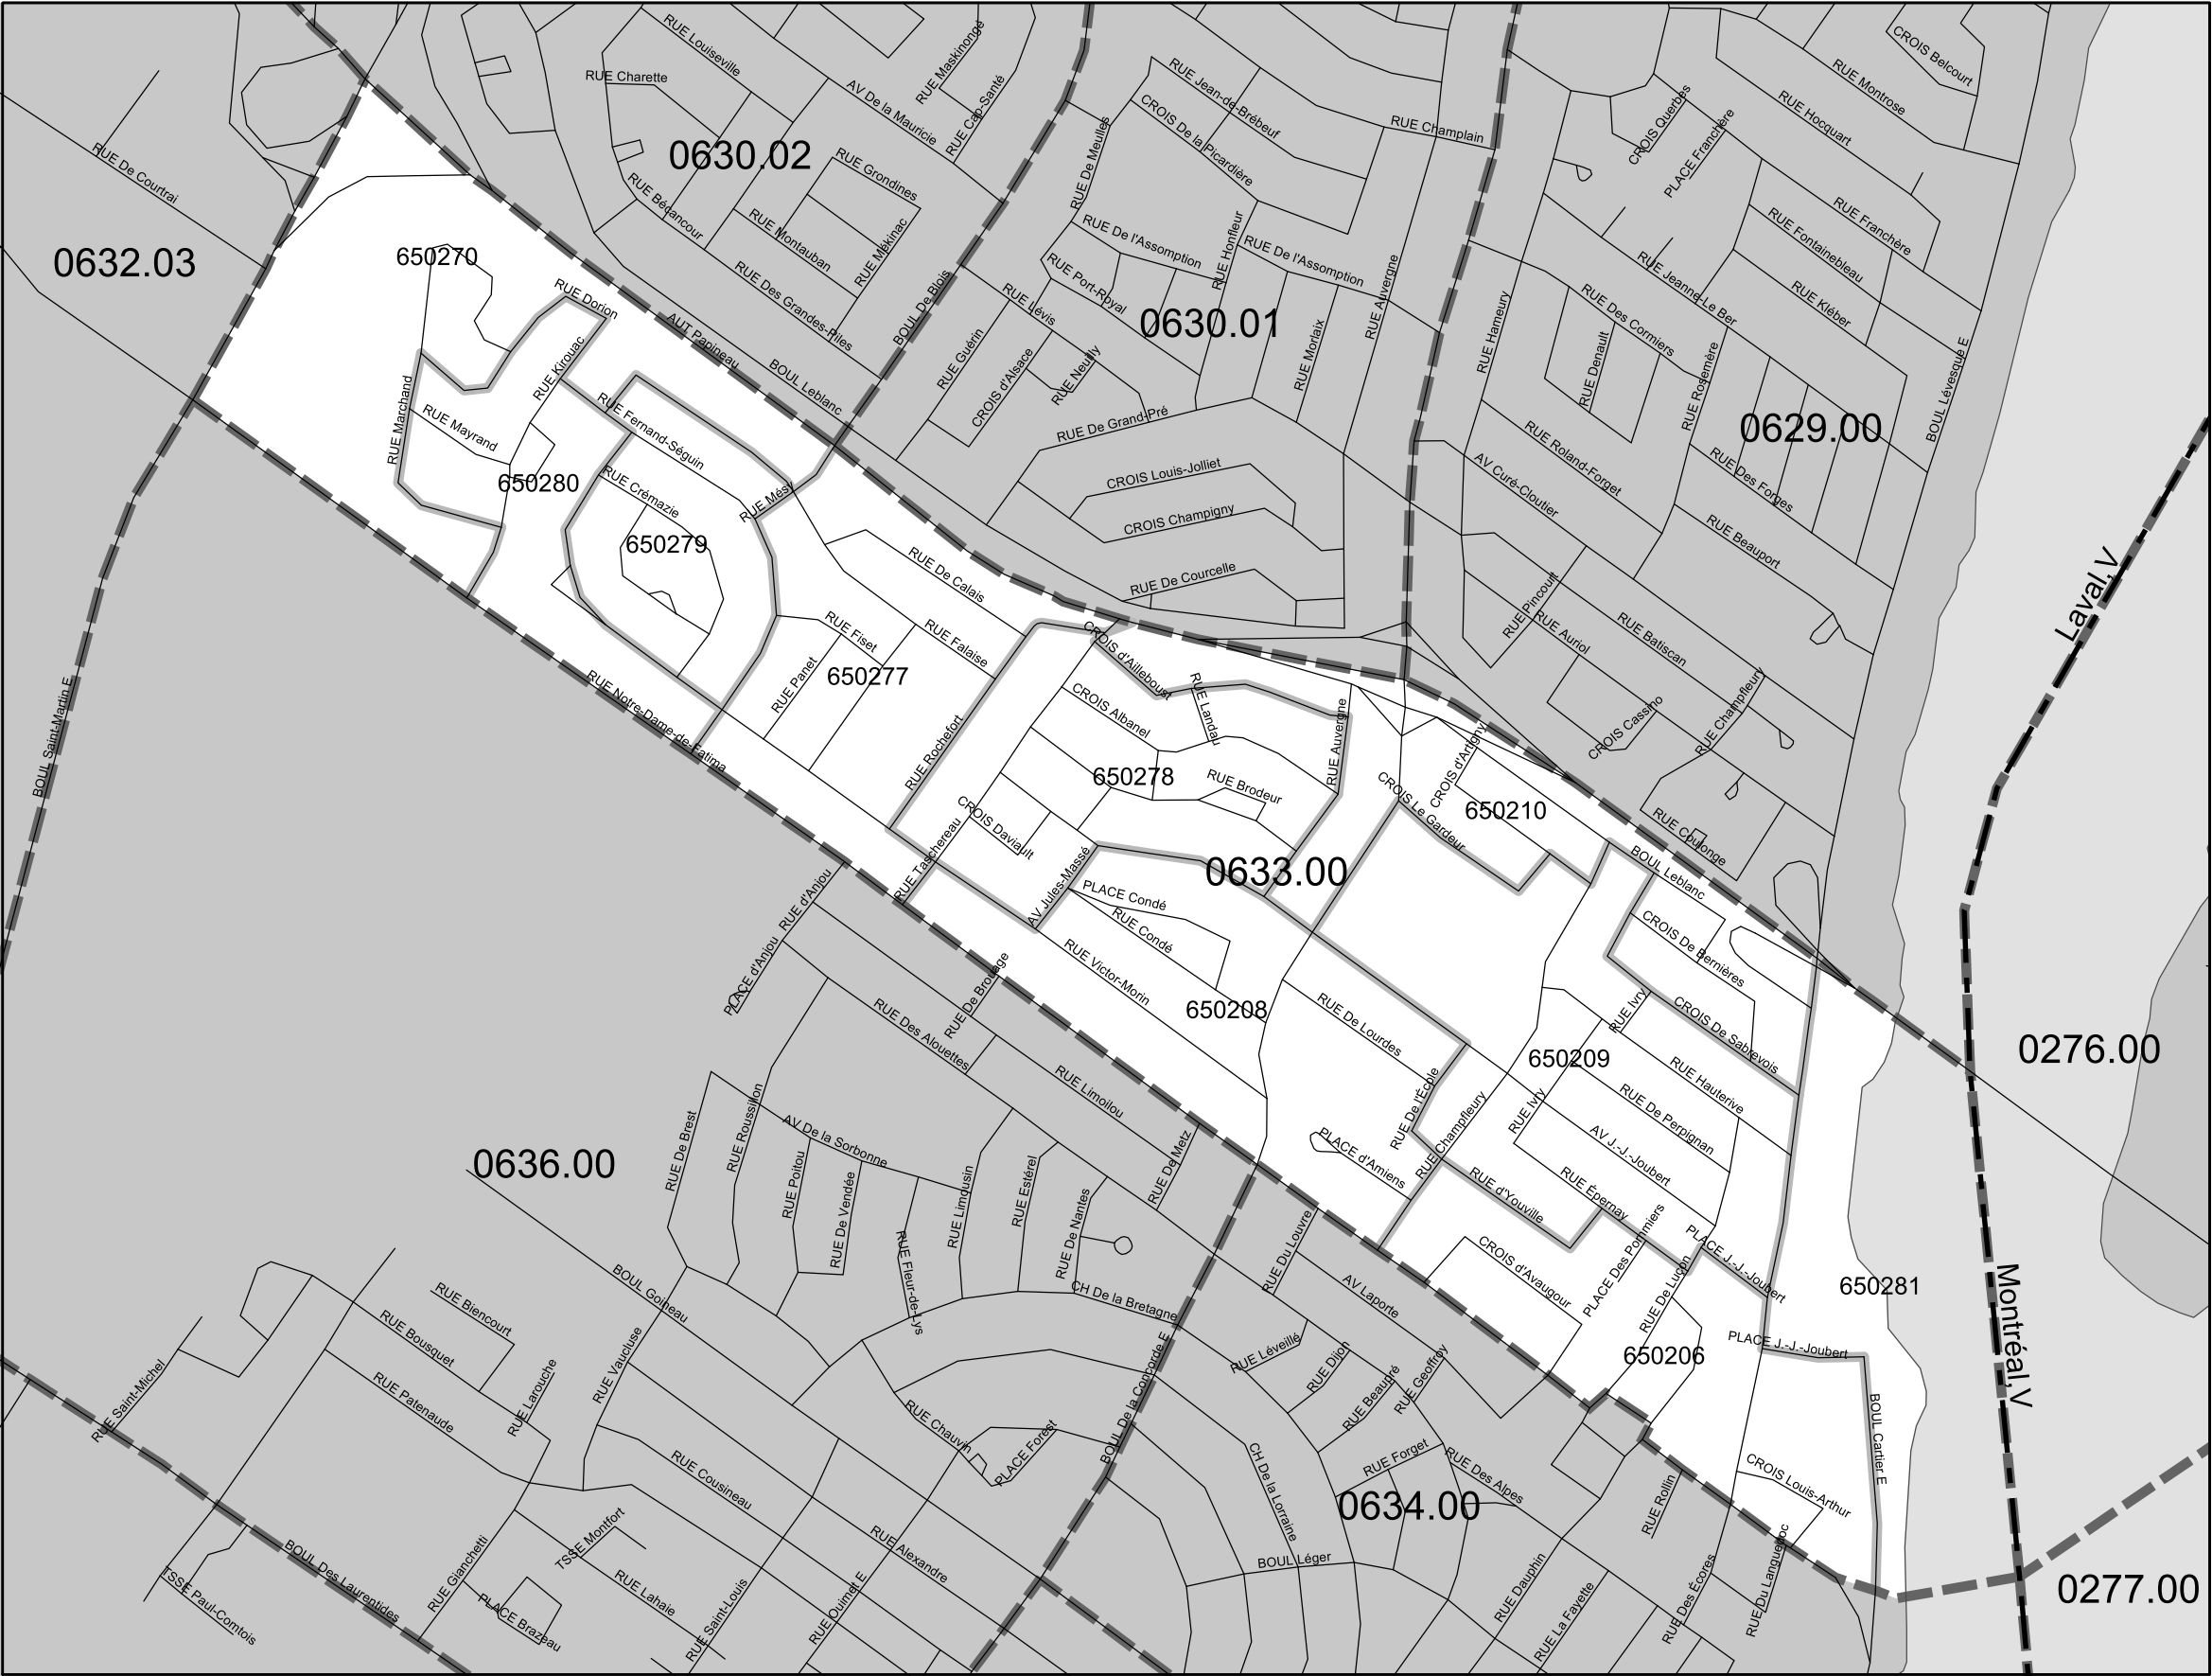 RUE Louiseville
RUE Charette
AV De la Mauricie
RUE Maskinongé
RUE Cap-Santé
0630.02
RUE Grondines
RUE Bécancour
RUE Montauban
RUE Mékinac
RUE Des Grandes-Piles
BOUL De Blois
AUT Papineau
BOUL Leblanc
RUE De Courtrai
0632.03
RUE Jean-de-Brébeuf
CROIS De la Picardière
RUE De Meulles
RUE Champlain
RUE De l'Assomption
RUE Honfleur
RUE De l'Assomption
RUE Port-Royal
RUE Lévis
0630.01
RUE Auvergne
RUE Guérin
CROIS d'Alsace
RUE Neuilly
RUE Morlaix
RUE De Grand-Pré
CROIS Louis-Jolliet
CROIS Champigny
RUE De Courcelle
CROIS Belcourt
RUE Montrose
RUE Hocquart
CROIS Querbes
PLACE Franchère
RUE Franchère
RUE Fontainebleau
RUE Jeanne-Le Ber
RUE Kléber
RUE Des Cormiers
RUE Hameury
RUE Denault
RUE Rosemère
0629.00
BOUL Lévesque E
RUE Roland-Forget
RUE Des Forges
AV Curé-Cloutier
RUE Beauport
RUE Pincourt
RUE Auriol
RUE Batiscan
CROIS Cassino
RUE Champfleury
RUE Coulonge
Laval,V
650270
RUE Dorion
RUE Kirouac
RUE Marchand
RUE Mayrand
650280
RUE Fernand-Séguin
RUE Crémazie
RUE Mésy
650279
RUE De Calais
RUE Falaise
RUE Fiset
RUE Panet
650277
RUE Notre-Dame-de-Fatima
RUE Rochefort
BOUL Saint-Martin E
CROIS d'Ailleboust
RUE Landau
CROIS Albanel
650278
RUE Brodeur
RUE Auvergne
CROIS Daviault
RUE Taschereau
AV Jules-Massé
0633.00
CROIS d'Artigny
CROIS Le Gardeur
650210
BOUL Leblanc
PLACE Condé
RUE Condé
RUE Victor-Morin
650208
CROIS De Bernières
CROIS De Sabrevois
RUE De Lourdes
RUE Ivry
650209
RUE Hauterive
RUE De Perpignan
RUE Ivry
AV J.-J.-Joubert
RUE De l'École
RUE Champfleury
PLACE d'Amiens
RUE d'Youville
RUE Épernay
PLACE Des Pommiers
PLACE J.-J.-Joubert
RUE De Luçon
CROIS d'Avaugour
650206
650281
PLACE J.-J.-Joubert
BOUL Cartier E
CROIS Louis-Arthur
0276.00
Montréal,V
0277.00
RUE d'Anjou
PLACE d'Anjou
RUE De Brouage
RUE Des Alouettes
RUE Limoilou
0636.00
RUE De Brest
RUE Roussillon
AV De la Sorbonne
RUE Poitou
RUE De Vendée
RUE Fleur-de-Lys
RUE Limousin
RUE Estérel
RUE De Nantes
RUE De Metz
CH De la Bretagne
BOUL De la Concorde E
BOUL Goineau
RUE Biencourt
RUE Bousquet
RUE Larouche
RUE Patenaude
RUE Vaucluse
RUE Saint-Michel
RUE Cousineau
RUE Chauvin
PLACE Forest
RUE Alexandre
TSSE Montfort
RUE Lahaie
RUE Gianchetti
PLACE Brazeau
BOUL Des Laurentides
TSSE Paul-Comtois
RUE Saint-Louis
RUE Ouimet E
RUE Du Louvre
AV Laporte
RUE Léveillé
RUE Dijon
RUE Beaupré
RUE Geoffroy
RUE Forget
RUE Des Alpes
CH De la Lorraine
0634.00
BOUL Léger
RUE Rollin
RUE Dauphin
RUE La Fayette
RUE Des Écores
RUE Du Languedoc